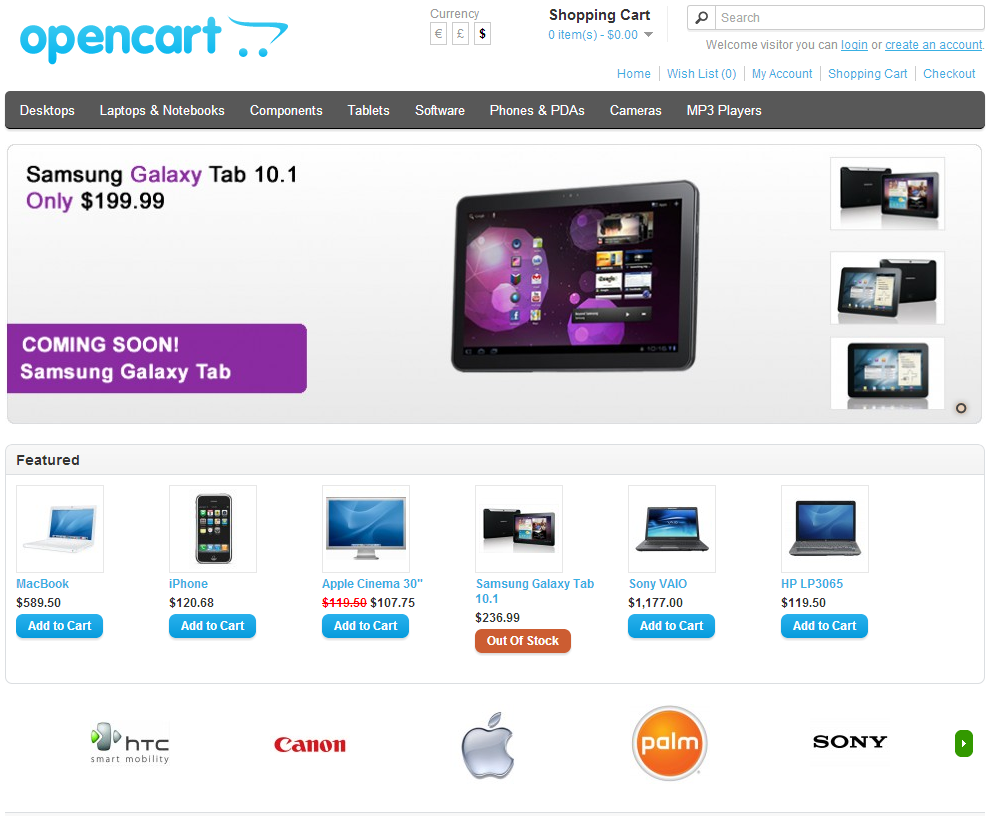 opencart
Currency
€ £ $
Shopping Cart
0 item(s) - $0.00
Search
Welcome visitor you can login or create an account.
Home Wish List (0) My Account Shopping Cart Checkout
Desktops Laptops & Notebooks Components Tablets Software Phones & PDAs Cameras MP3 Players
Samsung Galaxy Tab 10.1
Only $199.99
COMING SOON!
Samsung Galaxy Tab
Featured
MacBook
$589.50
Add to Cart
iPhone
$120.68
Add to Cart
Apple Cinema 30"
$119.50 $107.75
Add to Cart
Samsung Galaxy Tab
10.1
$236.99
Out Of Stock
Sony VAIO
$1,177.00
Add to Cart
HP LP3065
$119.50
Add to Cart
hTC
smart mobility
Canon
palm
SONY